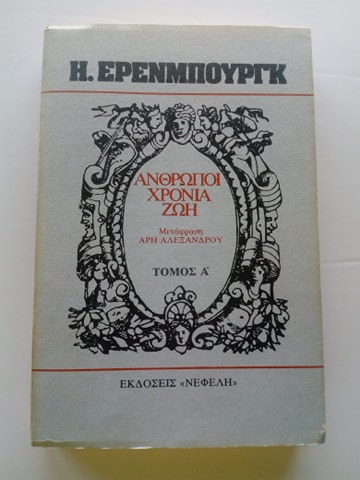 Η. ΕΡΕΝΜΠΟΥΡΓΚ
ΑΝΘΡΩΠΟΙ
ΧΡΟΝΙΑ
ΖΩΗ
Μετάφραση
ΑΡΗ ΑΛΕΞΑΝΔΡΟΥ
ΤΟΜΟΣ Α΄
ΕΚΔΟΣΕΙΣ «ΝΕΦΕΛΗ»